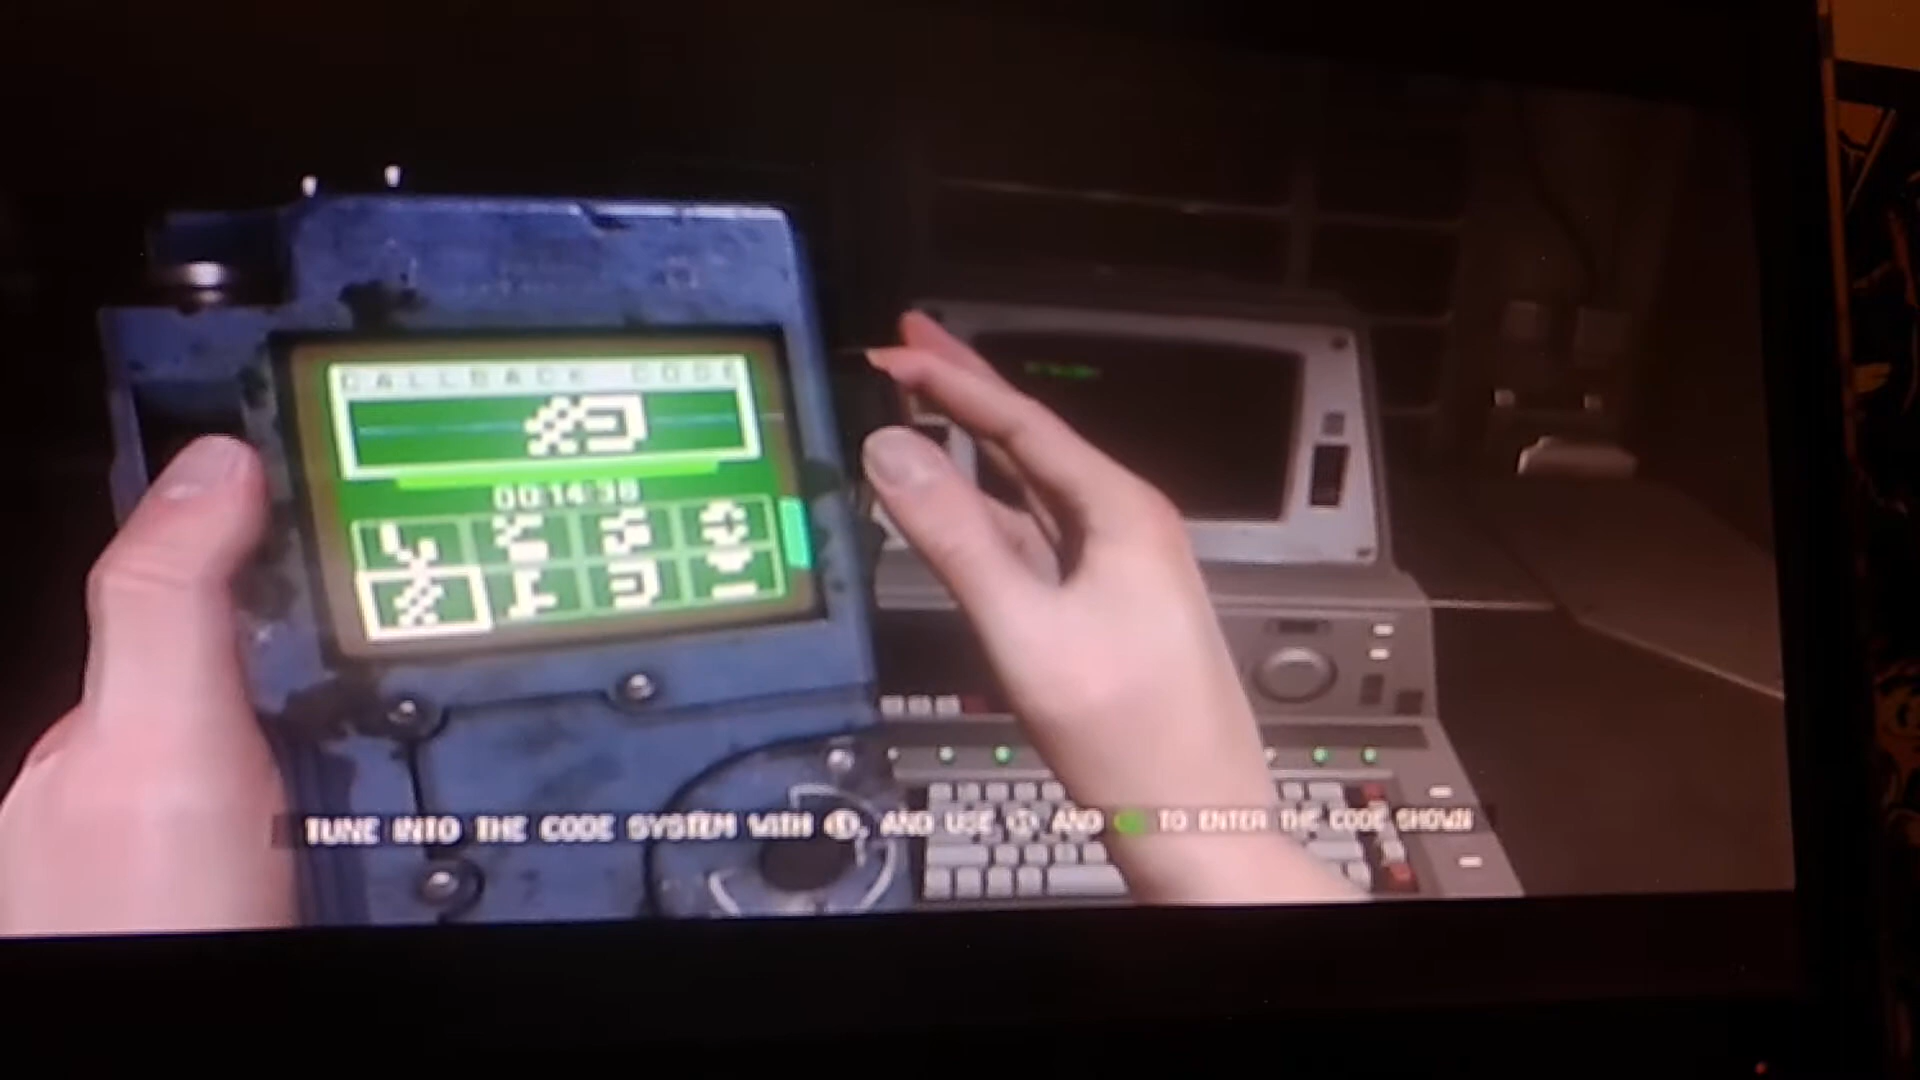 CALLBACK CODE
00:14:38
TUNE INTO THE CODE SYSTEM WITH L, AND USE L AND TO ENTER THE CODE SHOWN